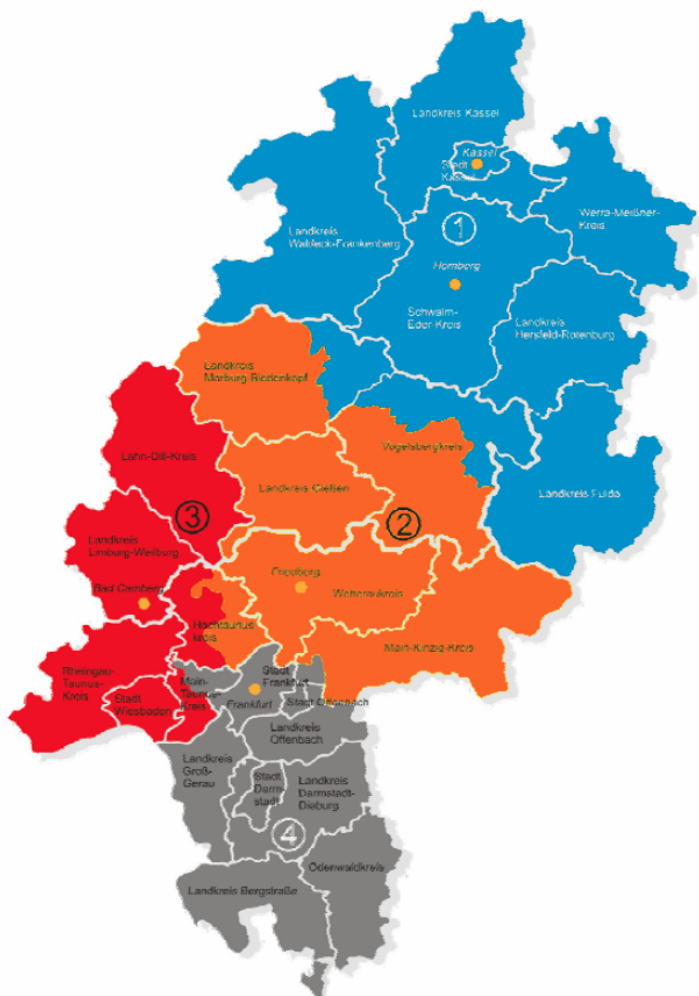 Landkreis Kassel
Kassel
Stadt
Kassel
Werra-Meißner-
Kreis
Landkreis
Waldeck-Frankenberg
1
Homberg
Schwalm-
Eder-Kreis
Landkreis
Hersfeld-Rotenburg
Landkreis
Marburg-Biedenkopf
Vogelsbergkreis
Lahn-Dill-Kreis
Landkreis Gießen
Landkreis Fulda
3
2
Landkreis
Limburg-Weilburg
Bad Camberg
Friedberg
Wetteraukreis
Hochtaunus
kreis
Main-Kinzig-Kreis
Rheingau-
Taunus-
Kreis
Main-
Taunus-
Kreis
Stadt
Frankfurt
Stadt
Wiesbaden
Frankfurt
Stadt Offenbach
Landkreis
Offenbach
Landkreis
Groß-
Gerau
Stadt
Darm-
stadt
Landkreis
Darmstadt-
Dieburg
4
Odenwaldkreis
Landkreis Bergstraße